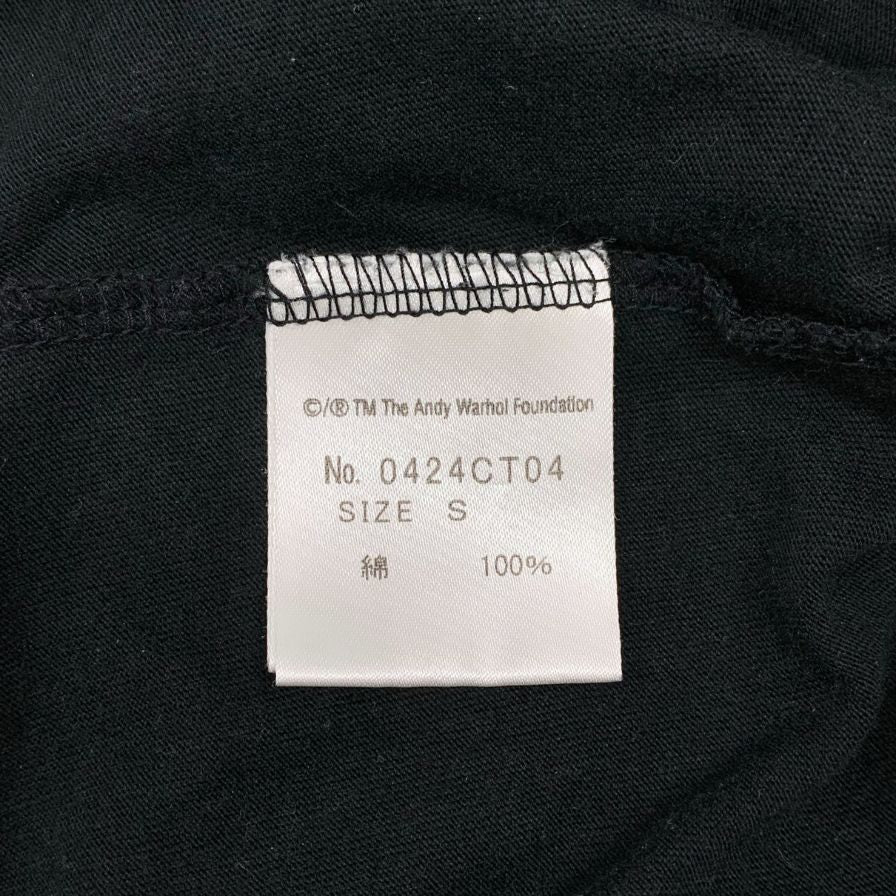 ©/® TM The Andy Warhol Foundation
No. 0424CT04
SIZE S
綿 100%